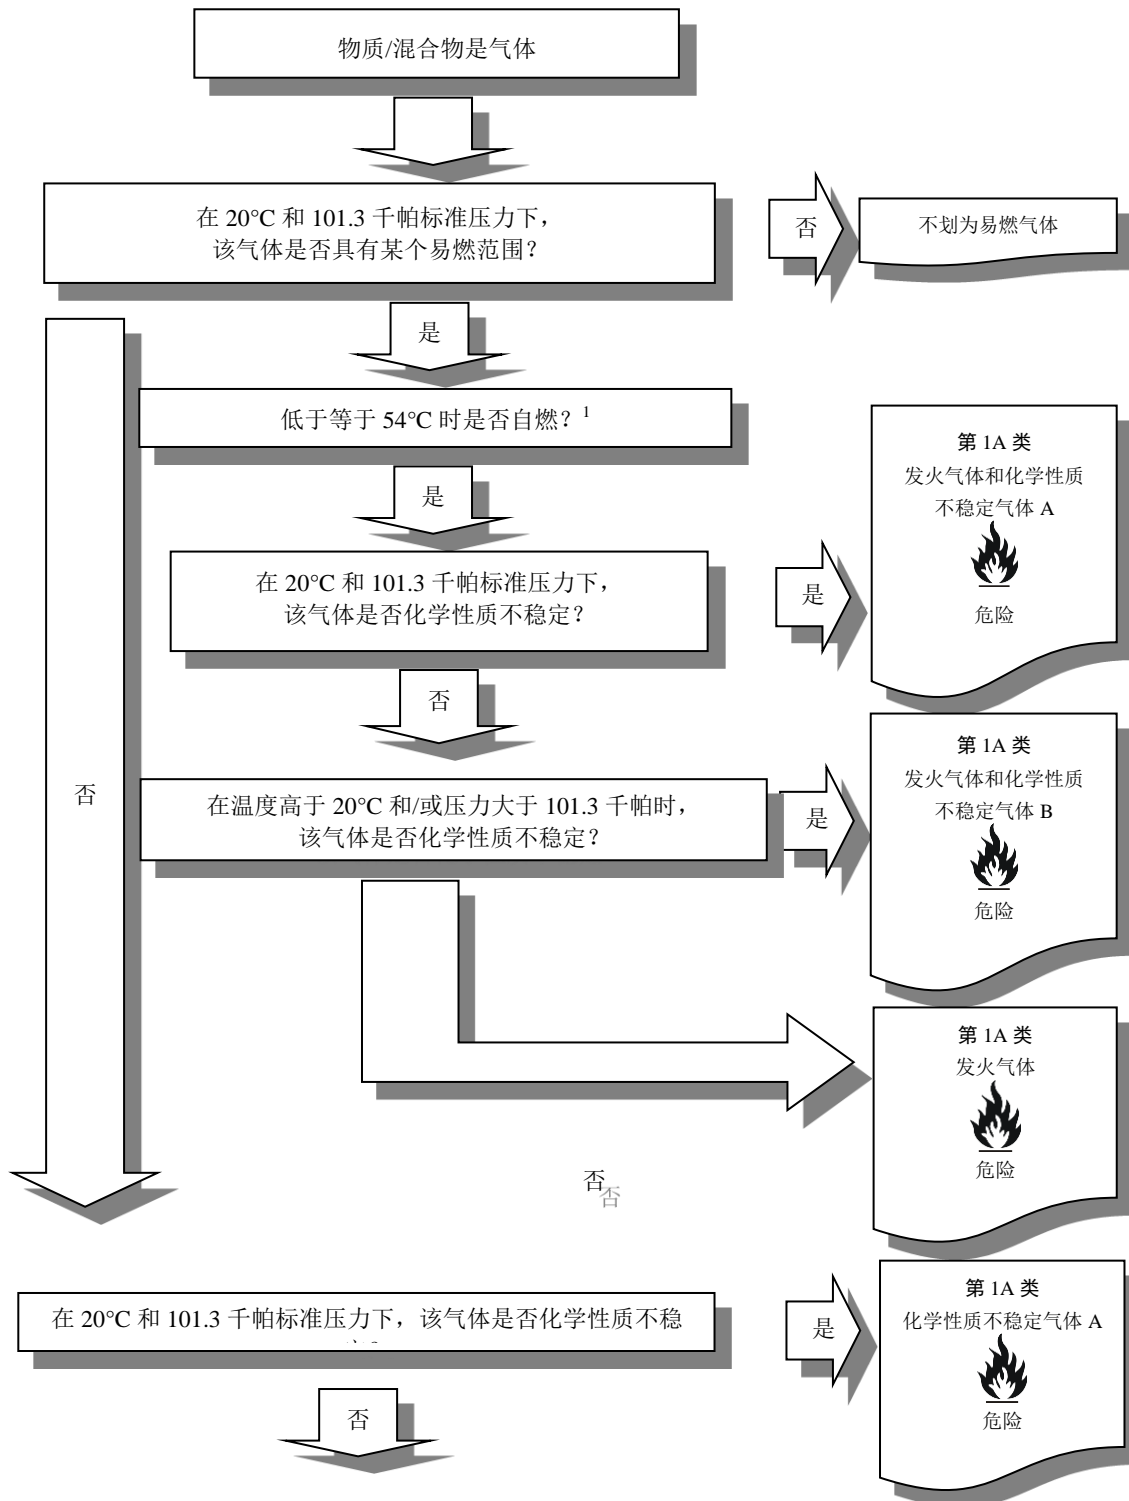 物质/混合物是气体
在 20°C 和 101.3 千帕标准压力下，
该气体是否具有某个易燃范围？
否
不划为易燃气体
是
低于等于 54°C 时是否自燃？1
是
第 1A 类
发火气体和化学性质
不稳定气体 A
危险
在 20°C 和 101.3 千帕标准压力下，
该气体是否化学性质不稳定？
是
否
否
在温度高于 20°C 和/或压力大于 101.3 千帕时，
该气体是否化学性质不稳定？
是
第 1A 类
发火气体和化学性质
不稳定气体 B
危险
第 1A 类
发火气体
危险
否
否
在 20°C 和 101.3 千帕标准压力下，该气体是否化学性质不稳
是
第 1A 类
化学性质不稳定气体 A
危险
否